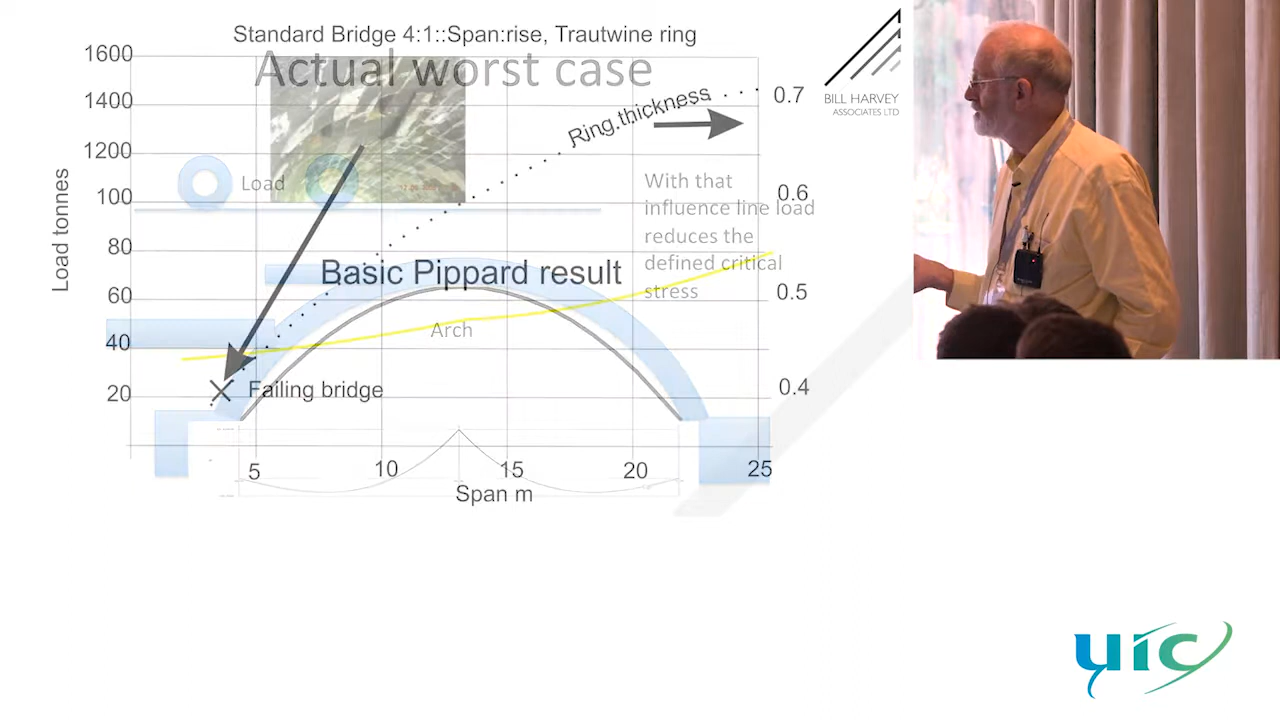 Standard Bridge 4:1::Span:rise, Trautwine ring
Actual worst case
Load tonnes
1600
1400
1200
100
80
60
40
20
Load
Ring thickness
0.7
0.6
0.5
0.4
With that
influence line load
reduces the
defined critical
stress
Basic Pippard result
Arch
Failing bridge
5
10
15
20
25
Span m
BILL HARVEY
ASSOCIATES LTD
uic